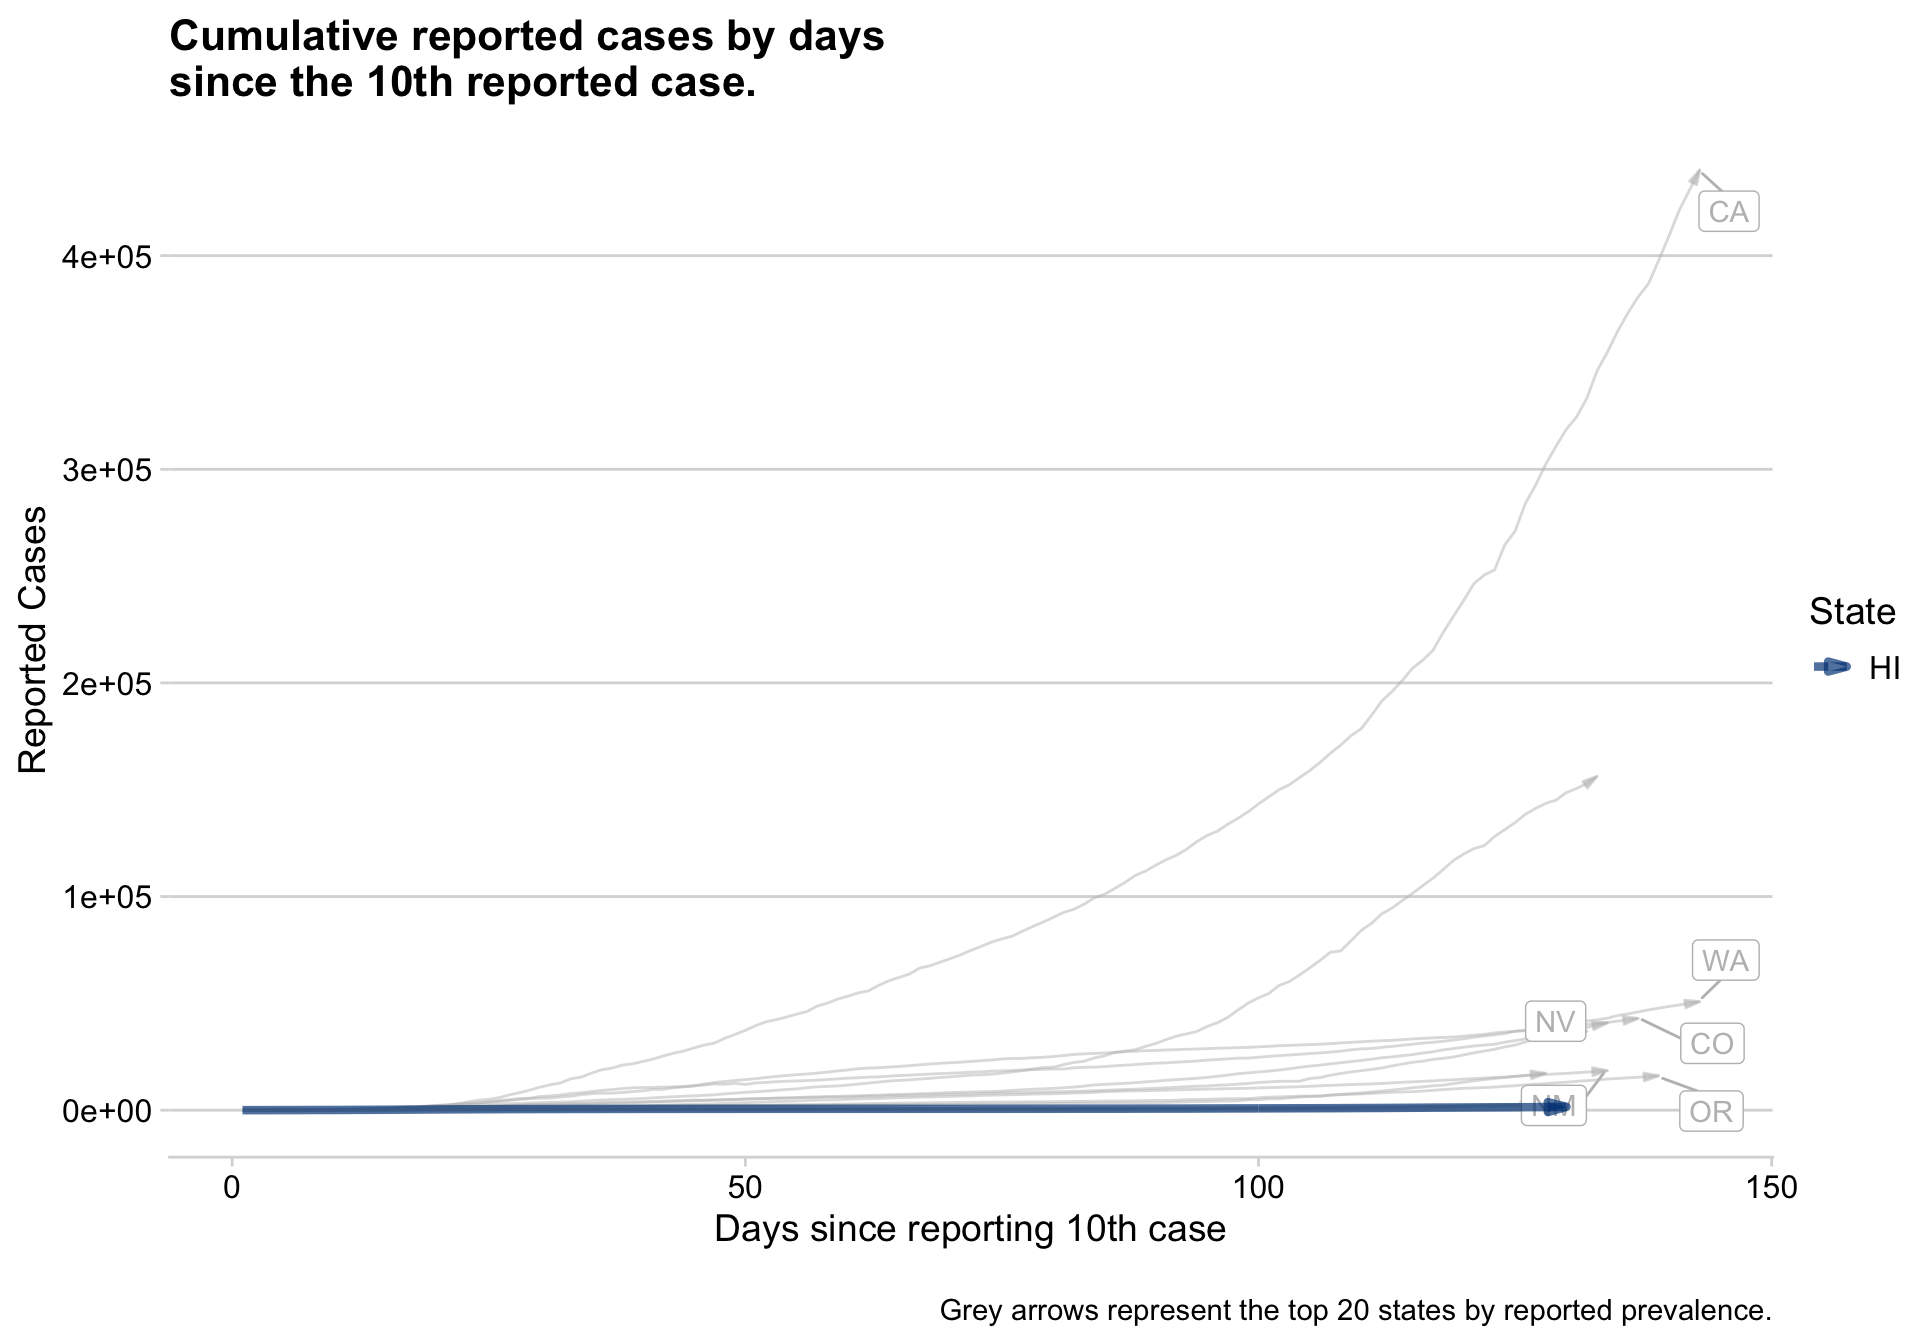 Cumulative reported cases by days
since the 10th reported case.
CA
4e+05
3e+05
Reported Cases
State
HI
2e+05
1e+05
WA
NV
CO
NM
OR
0e+00
0
50
100
150
Days since reporting 10th case
Grey arrows represent the top 20 states by reported prevalence.